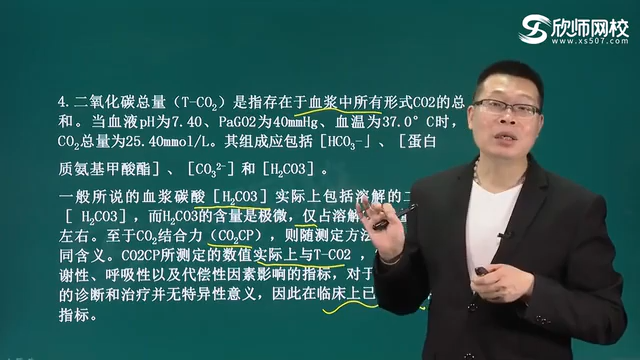 欣师网校
www.xs507.com
4.二氧化碳总量（T-CO₂）是指存在于血浆中所有形式CO2的总
和。当血液pH为7.40、PaGO2为40mmHg、血温为37.0°C时，
CO₂总量为25.40mmol/L。其组成应包括［HCO₃-］、［蛋白
质氨基甲酸酯］、［CO₃²⁻］和［H₂CO3］。
一般所说的血浆碳酸［H₂CO3］实际上包括溶解的二
［ H₂CO3］，而H₂CO3的含量是极微，仅占溶解
左右。至于CO₂结合力（CO₂CP），则随测定方法
同含义。CO2CP所测定的数值实际上与T-CO2，
谢性、呼吸性以及代偿性因素影响的指标，对于
的诊断和治疗并无特异性意义，因此在临床上已
指标。